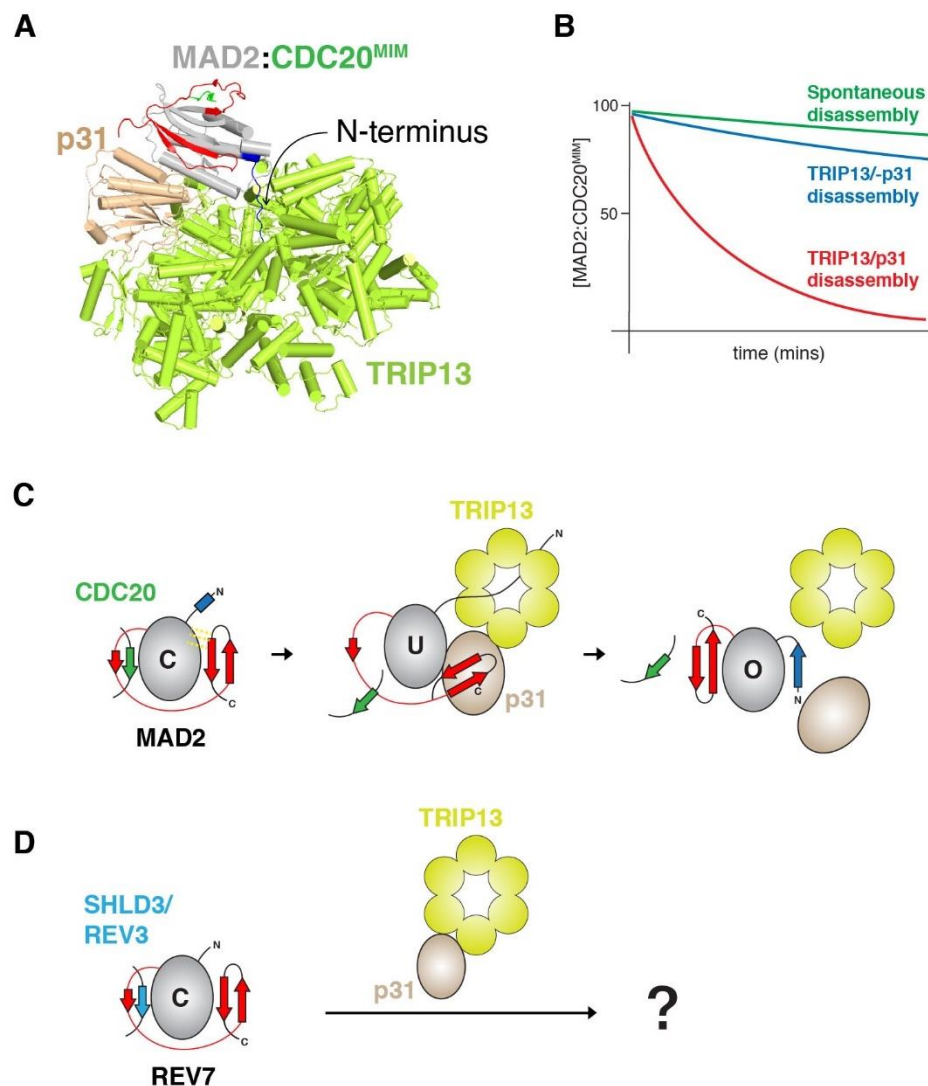 A
MAD2:CDC20MIM
p31
N-terminus
TRIP13
B
100
50
[MAD2:CDC20MIM]
time (mins)
Spontaneous
disassembly
TRIP13/-p31
disassembly
TRIP13/p31
disassembly
C
CDC20
N
C
C
MAD2
TRIP13
N
U
C
p31
C
O
N
D
SHLD3/
REV3
N
C
C
REV7
TRIP13
p31
?